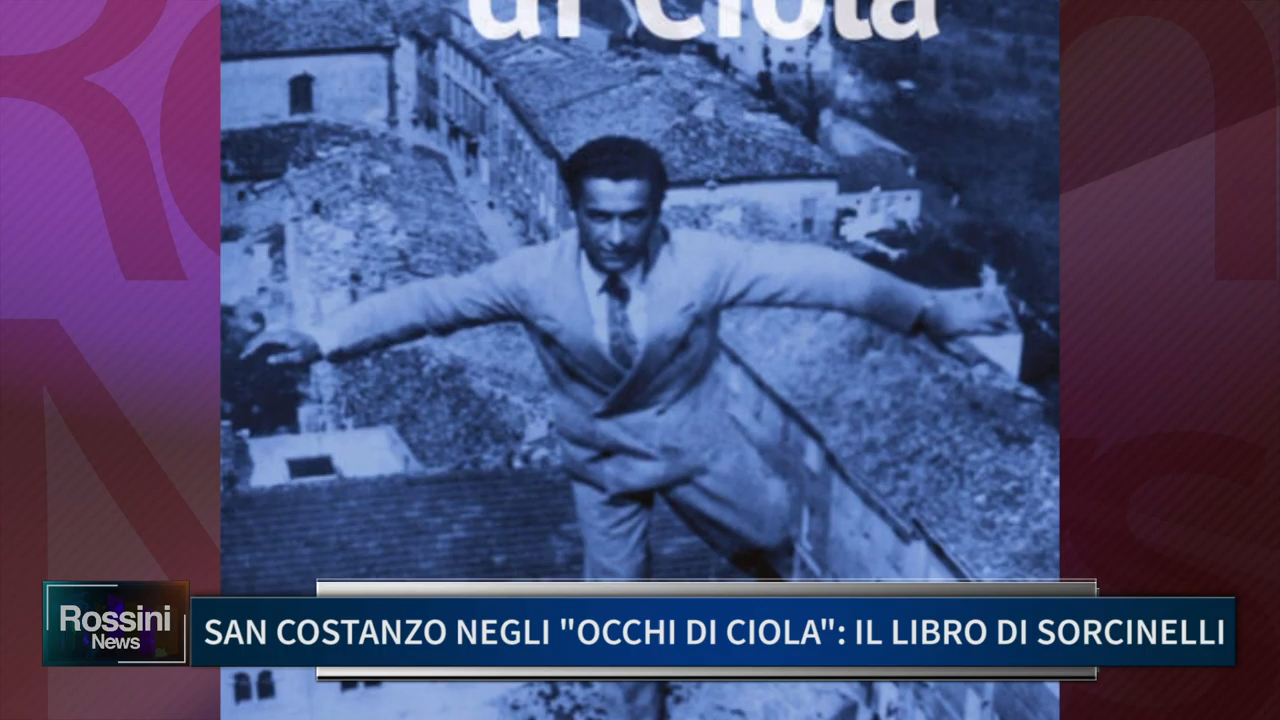 di Ciola
Rossini
News
SAN COSTANZO NEGLI "OCCHI DI CIOLA": IL LIBRO DI SORCINELLI